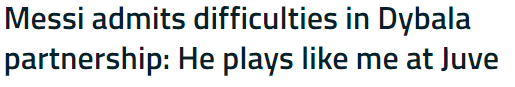 Messi admits difficulties in Dybala
partnership: He plays like me at Juve